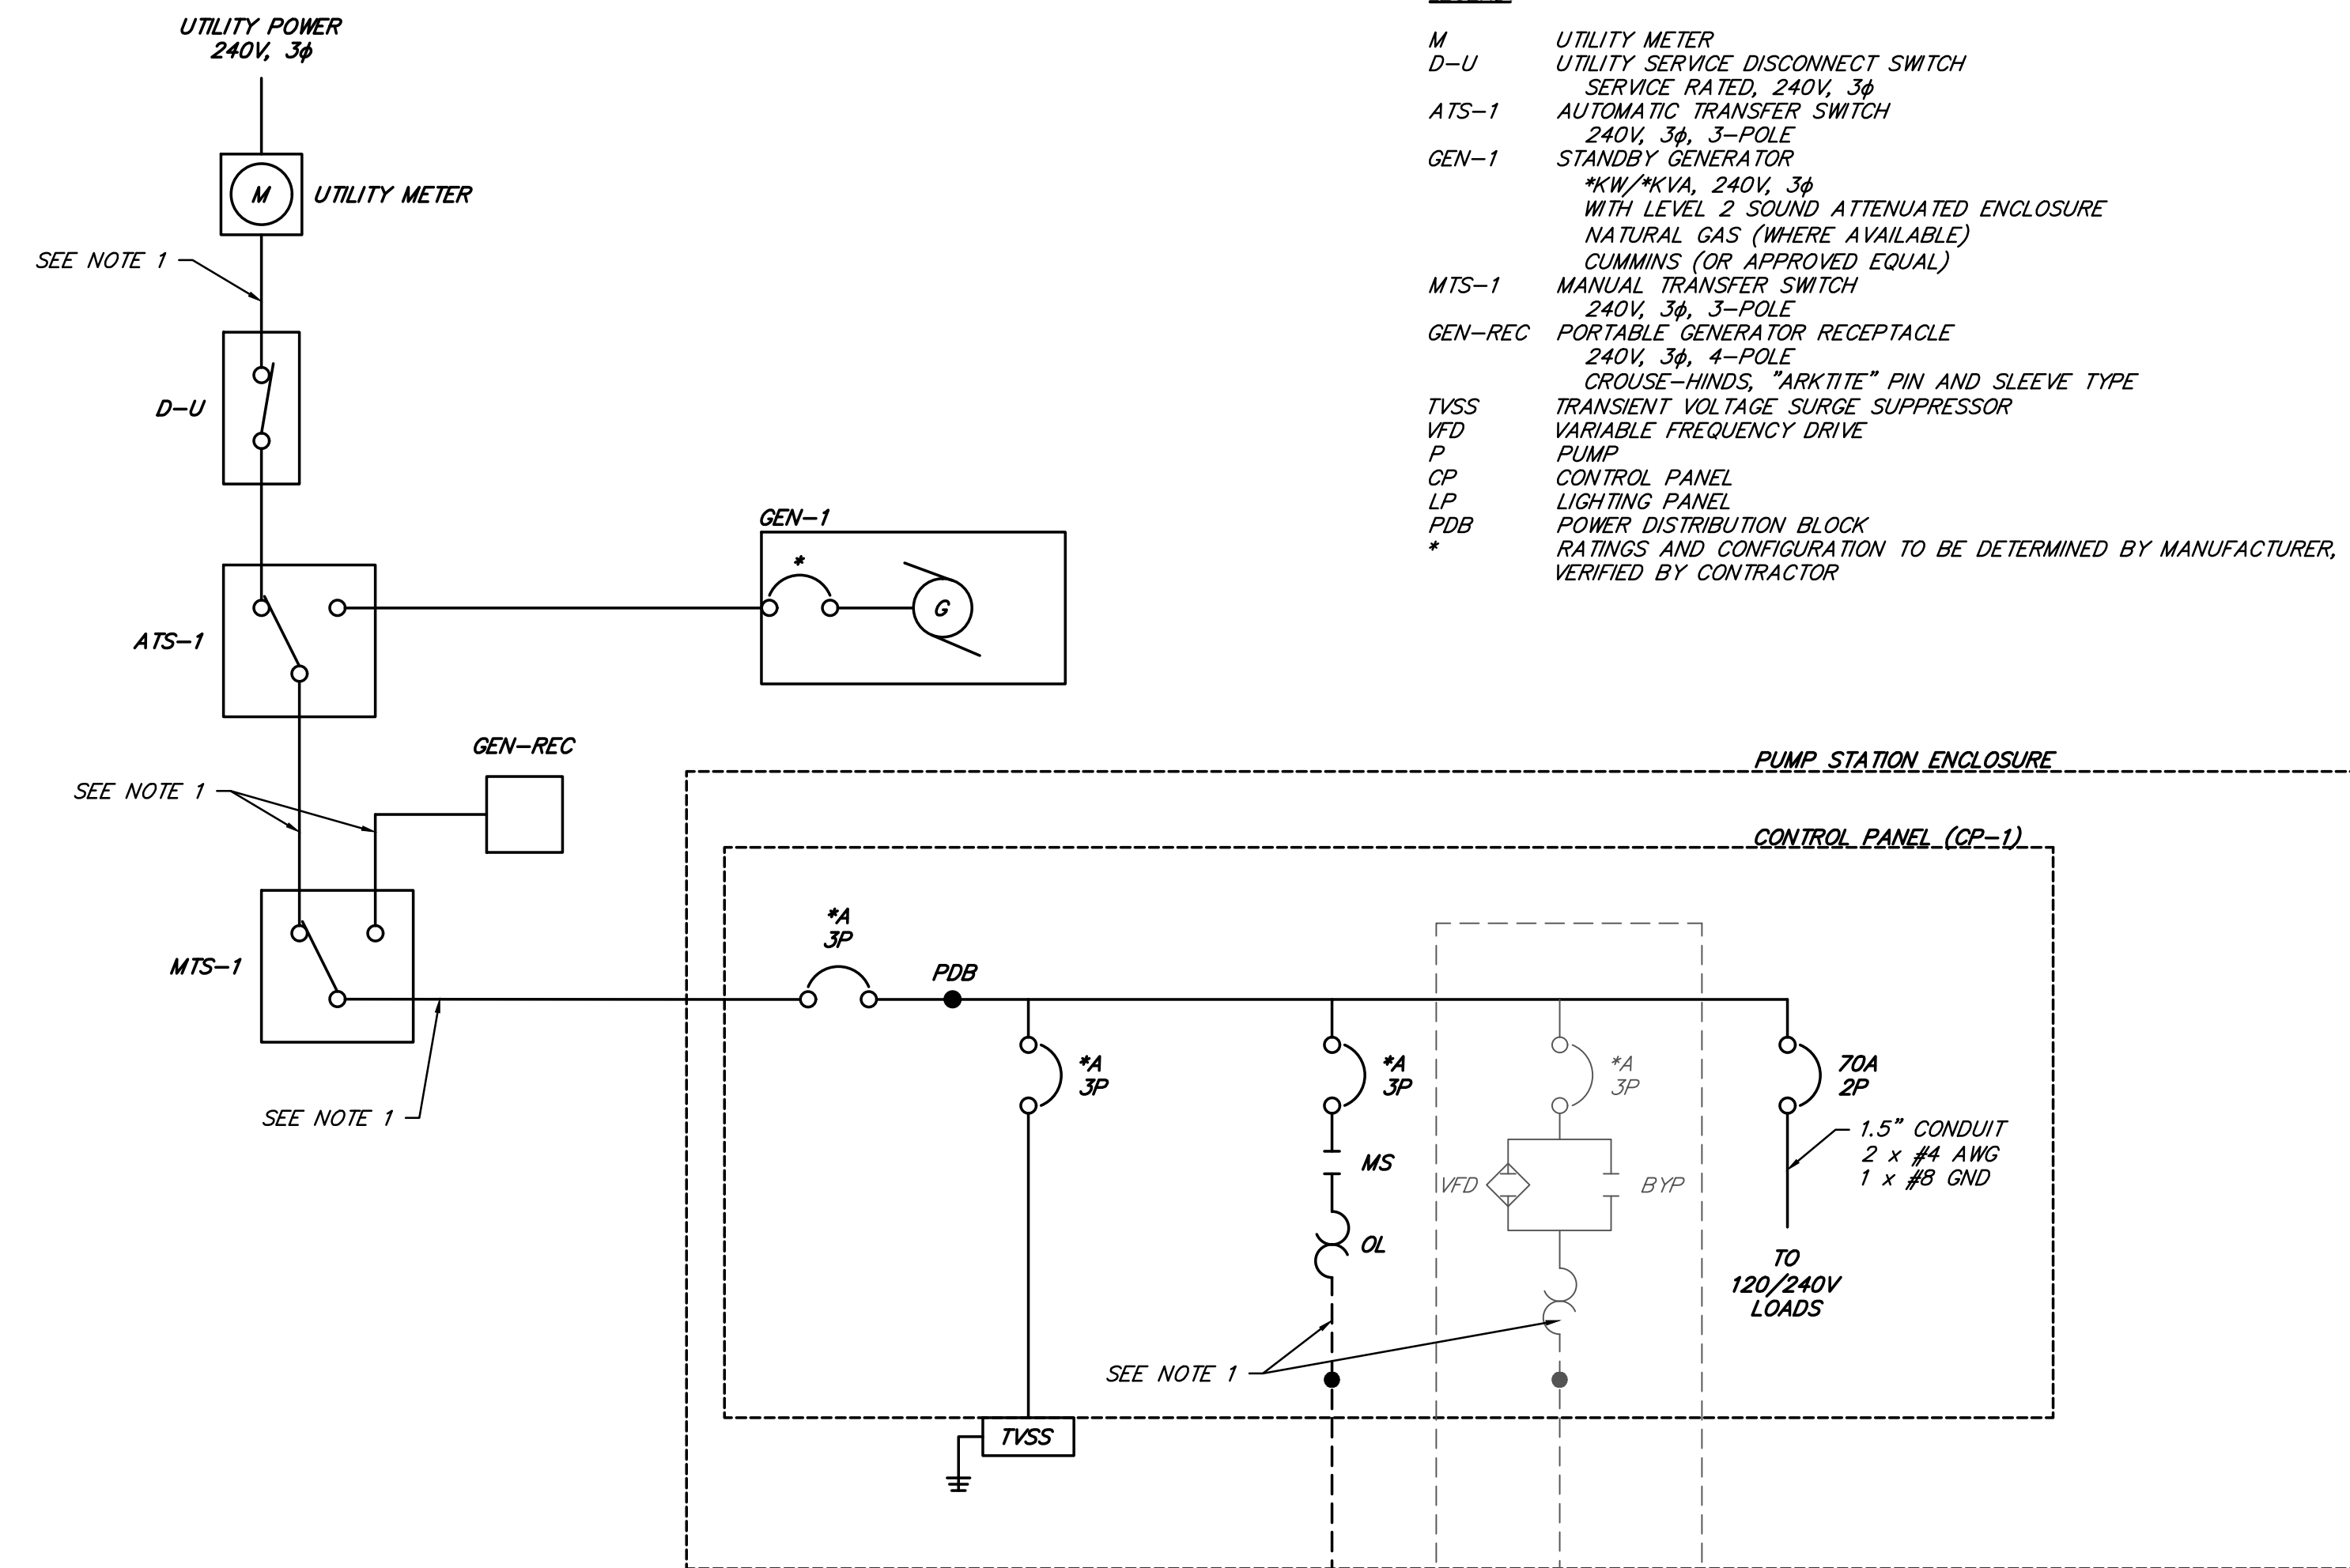 UTILITY POWER
240V, 3ϕ
M
UTILITY METER
SEE NOTE 1
D-U
ATS-1
GEN-1
*
G
GEN-REC
SEE NOTE 1
MTS-1
SEE NOTE 1
M UTILITY METER
D-U UTILITY SERVICE DISCONNECT SWITCH
SERVICE RATED, 240V, 3ϕ
ATS-1 AUTOMATIC TRANSFER SWITCH
240V, 3ϕ, 3-POLE
GEN-1 STANDBY GENERATOR
*KW/*KVA, 240V, 3ϕ
WITH LEVEL 2 SOUND ATTENUATED ENCLOSURE
NATURAL GAS (WHERE AVAILABLE)
CUMMINS (OR APPROVED EQUAL)
MTS-1 MANUAL TRANSFER SWITCH
240V, 3ϕ, 3-POLE
GEN-REC PORTABLE GENERATOR RECEPTACLE
240V, 3ϕ, 4-POLE
CROUSE-HINDS, "ARKTITE" PIN AND SLEEVE TYPE
TVSS TRANSIENT VOLTAGE SURGE SUPPRESSOR
VFD VARIABLE FREQUENCY DRIVE
P PUMP
CP CONTROL PANEL
LP LIGHTING PANEL
PDB POWER DISTRIBUTION BLOCK
* RATINGS AND CONFIGURATION TO BE DETERMINED BY MANUFACTURER,
VERIFIED BY CONTRACTOR
PUMP STATION ENCLOSURE
CONTROL PANEL (CP-1)
*A
3P
PDB
*A
3P
*A
3P
*A
3P
70A
2P
1.5" CONDUIT
2 x #4 AWG
1 x #8 GND
MS
VFD
BYP
OL
TO
120/240V
LOADS
SEE NOTE 1
TVSS